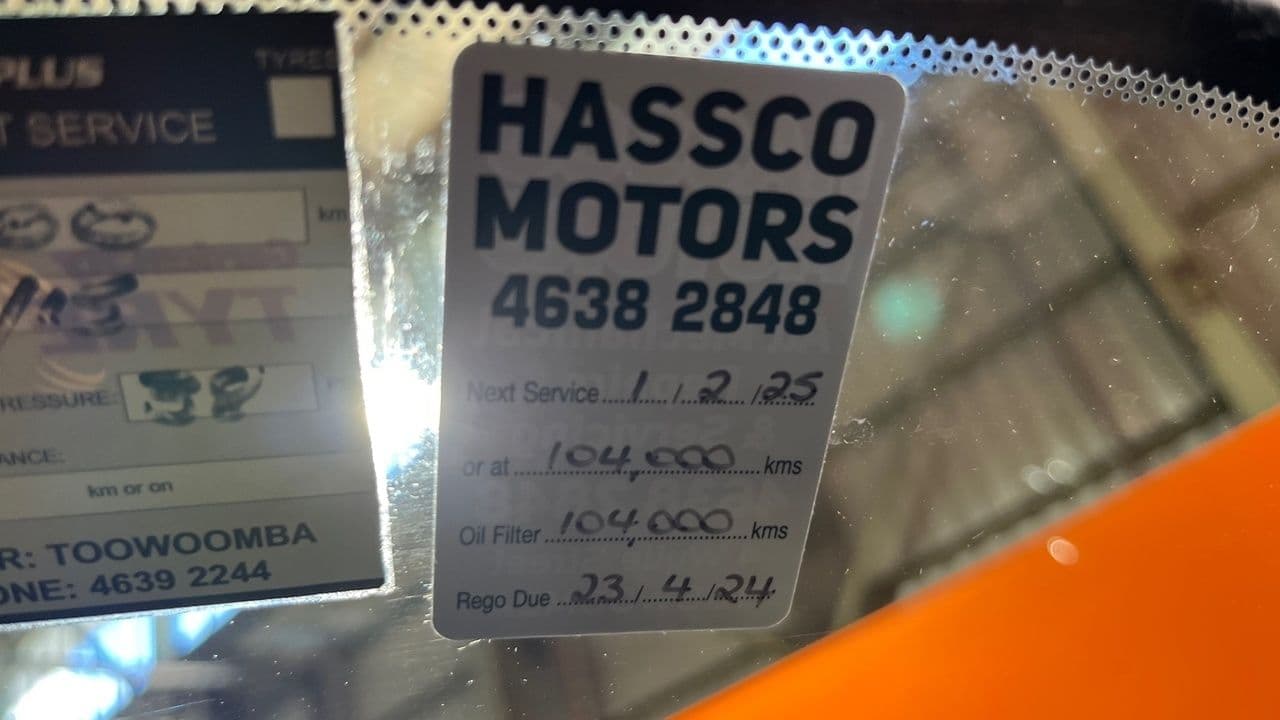 PLUS
TYRES
T SERVICE
km
RESSURE:
ANCE:
km or on
R: TOOWOOMBA
ONE: 4639 2244
HASSCO
MOTORS
4638 2848
Next Service 1 / 2 / 25
or at 104,000 kms
Oil Filter 104,000 kms
Rego Due 23 / 4 / 24